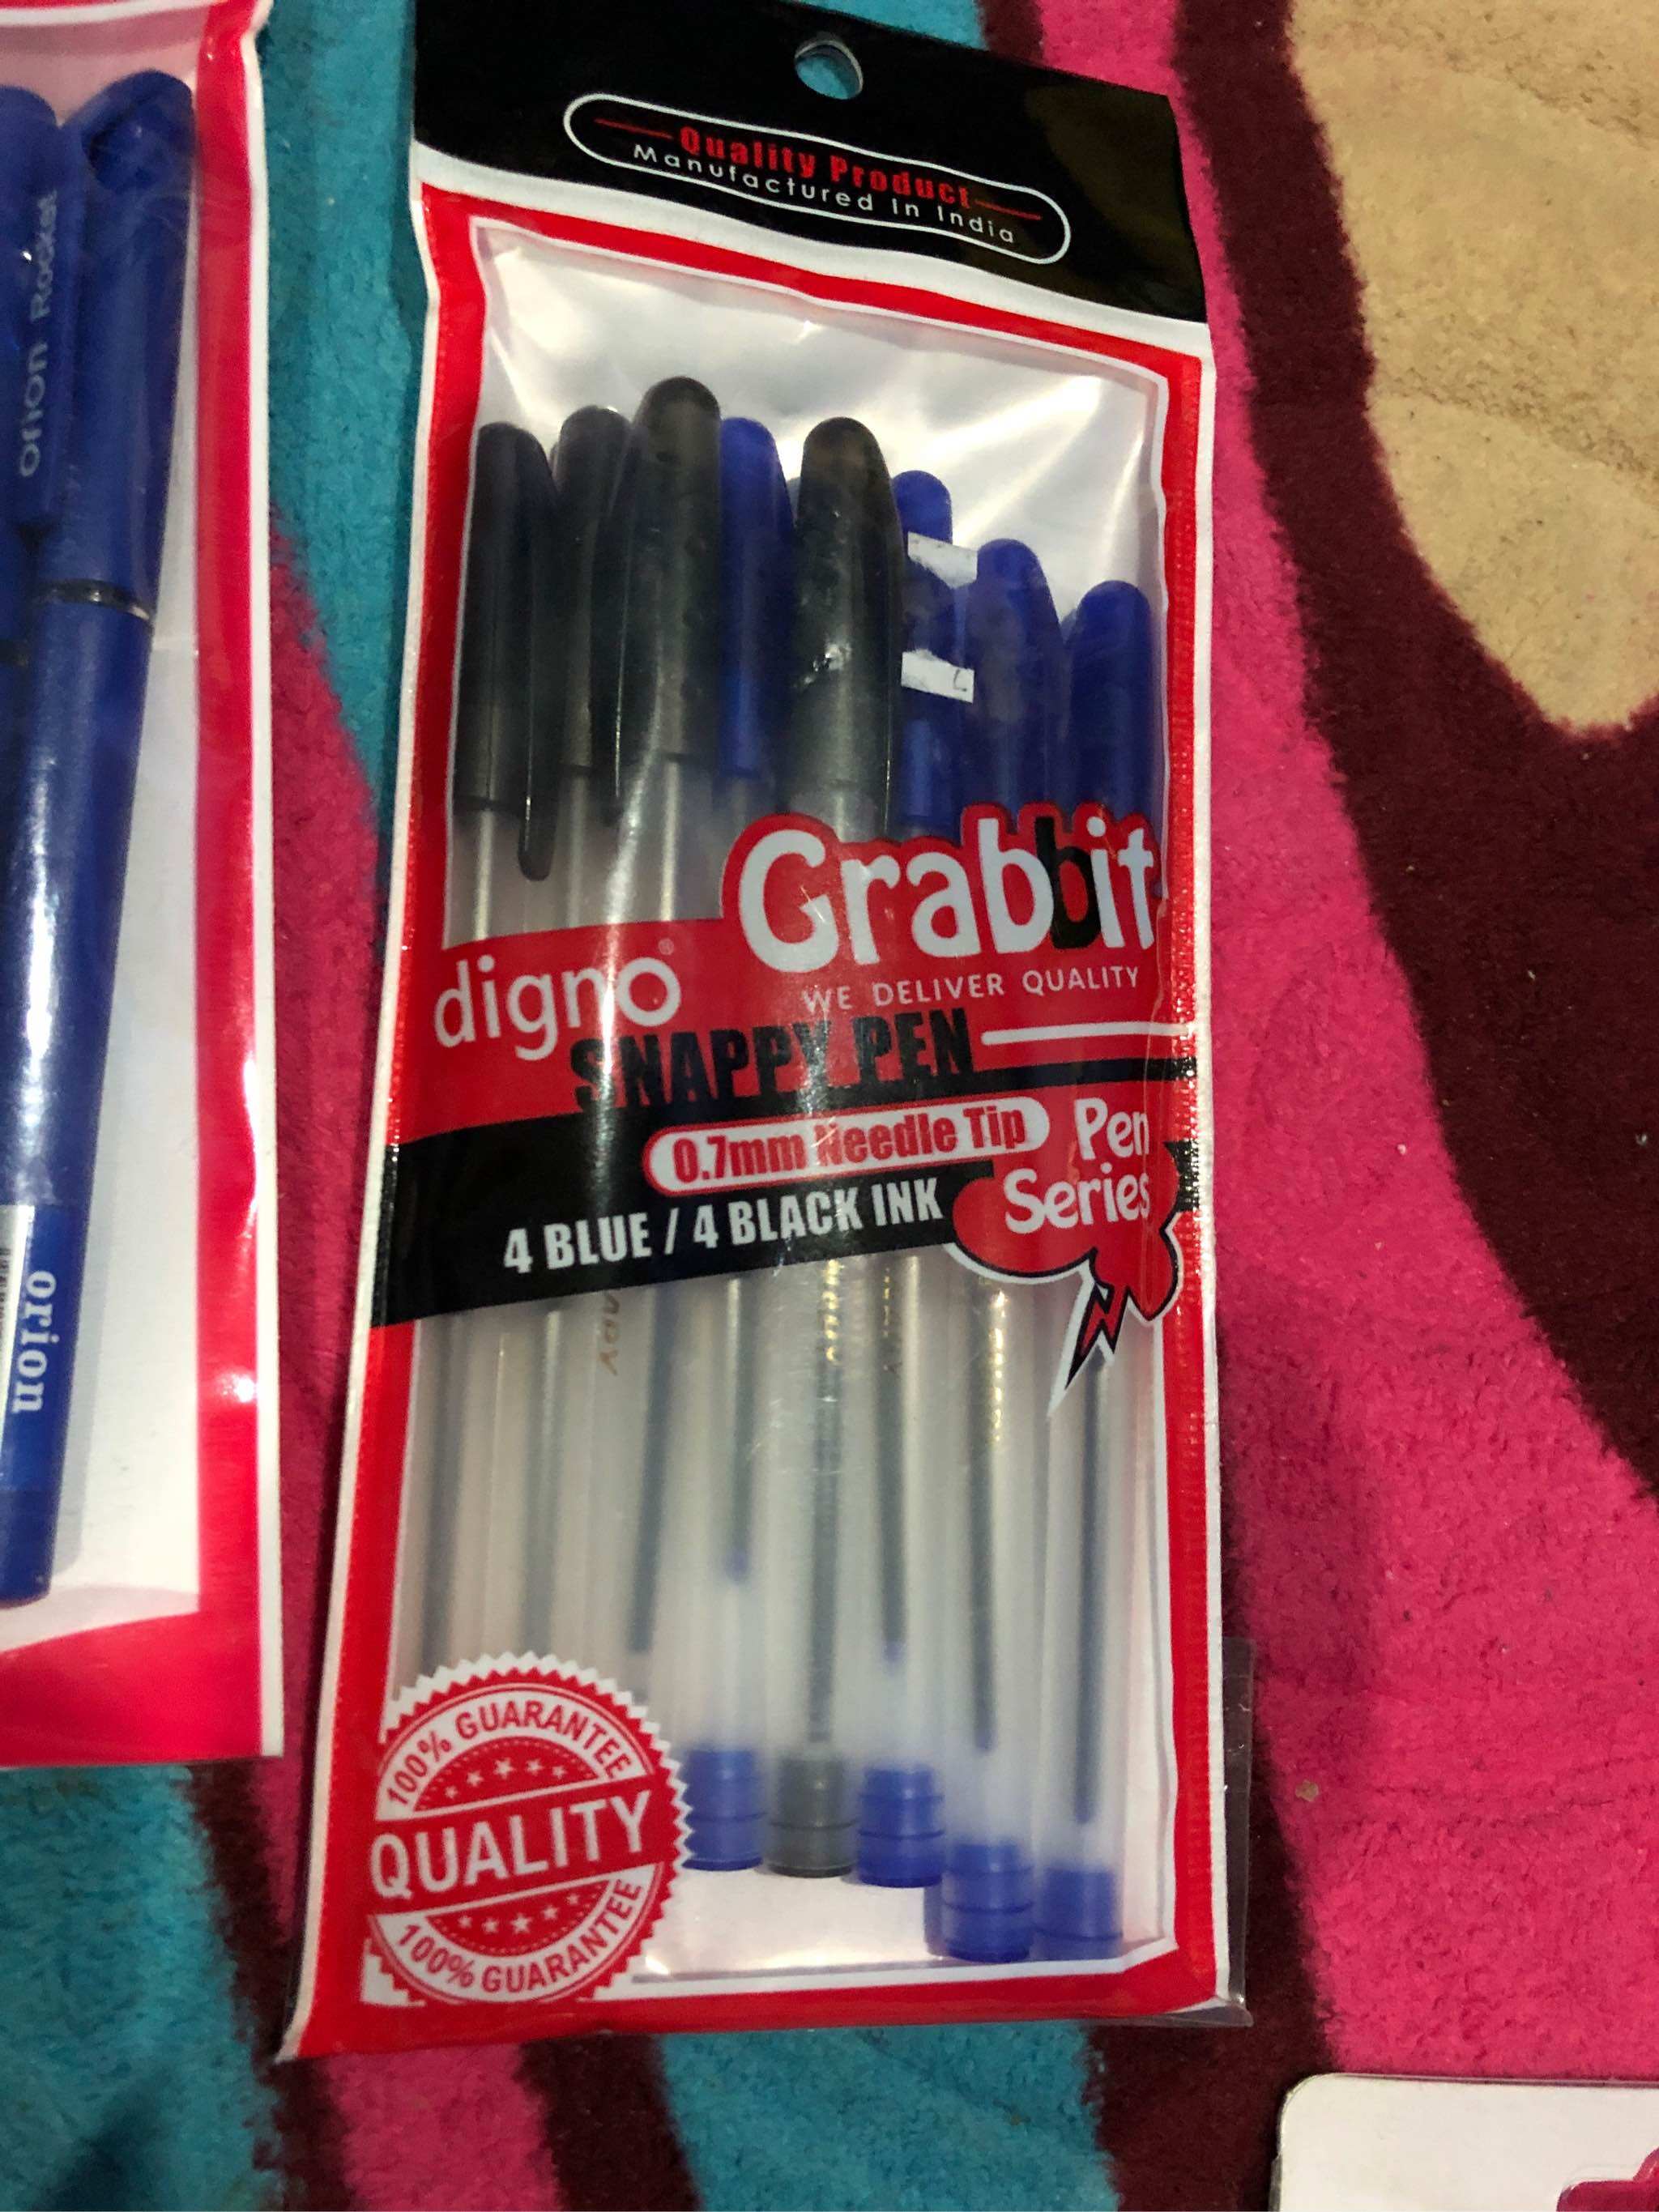 Quality Product
Manufactured In India
orion Rocket
Grabbit
digno®
WE DELIVER QUALITY
SNAPPY PEN
0.7mm Needle Tip
Pen
Series
4 BLUE / 4 BLACK INK
orion
100% GUARANTEE
QUALITY
100% GUARANTEE